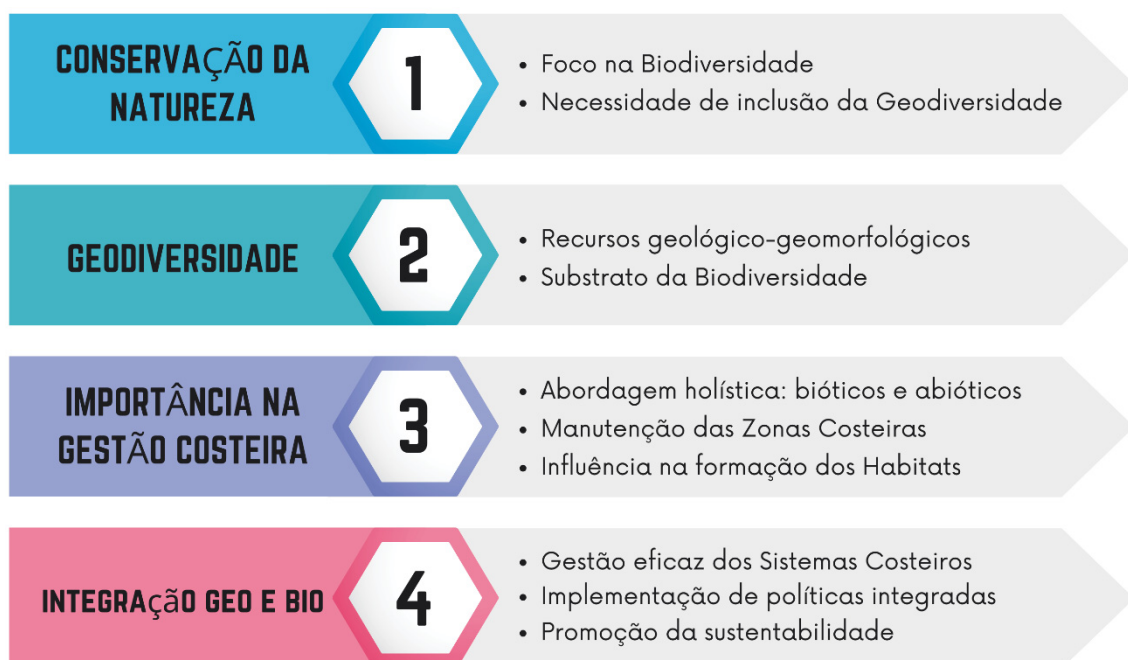 CONSERVAÇÃO DA
NATUREZA
1
• Foco na Biodiversidade
• Necessidade de inclusão da Geodiversidade
GEODIVERSIDADE
2
• Recursos geológico-geomorfológicos
• Substrato da Biodiversidade
IMPORTÂNCIA NA
GESTÃO COSTEIRA
3
• Abordagem holística: bióticos e abióticos
• Manutenção das Zonas Costeiras
• Influência na formação dos Habitats
INTEGRAçãO GEO E BIO
4
• Gestão eficaz dos Sistemas Costeiros
• Implementação de políticas integradas
• Promoção da sustentabilidade